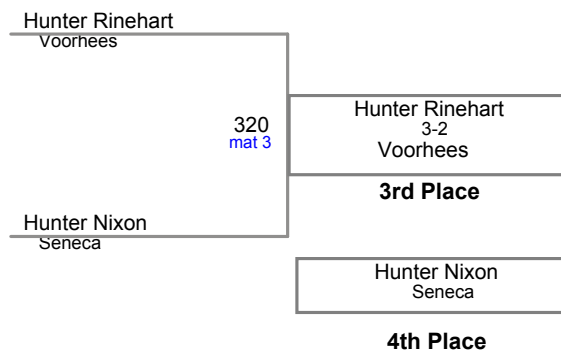 Hunter Rinehart
Voorhees
320
mat 3
Hunter Rinehart
3-2
Voorhees
3rd Place
Hunter Nixon
Seneca
Hunter Nixon
Seneca
4th Place